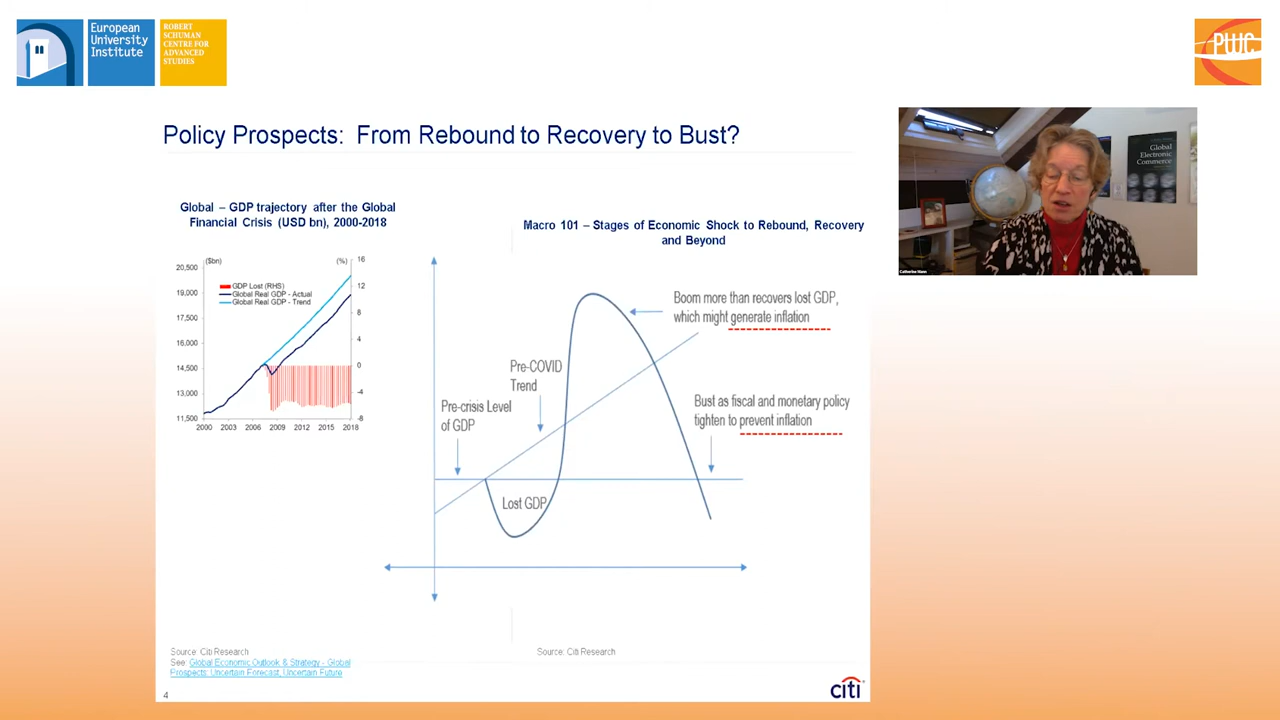 European
University
Institute
ROBERT
SCHUMAN
CENTRE FOR
ADVANCED
STUDIES
PWC
Policy Prospects: From Rebound to Recovery to Bust?
Global – GDP trajectory after the Global
Financial Crisis (USD bn), 2000-2018
($bn)
(%)
20,500
19,000
17,500
16,000
14,500
13,000
11,500
16
12
8
4
0
-4
-8
GDP Lost (RHS)
Global Real GDP - Actual
Global Real GDP - Trend
2000 2003 2006 2009 2012 2015 2018
Macro 101 – Stages of Economic Shock to Rebound, Recovery
and Beyond
Boom more than recovers lost GDP,
which might generate inflation
Pre-COVID
Trend
Pre-crisis Level
of GDP
Bust as fiscal and monetary policy
tighten to prevent inflation
Lost GDP
Source: Citi Research
See: Global Economic Outlook & Strategy - Global
Prospects: Uncertain Forecast, Uncertain Future
Source: Citi Research
4
citi
Global
Electronic
Commerce
Catherine Mann